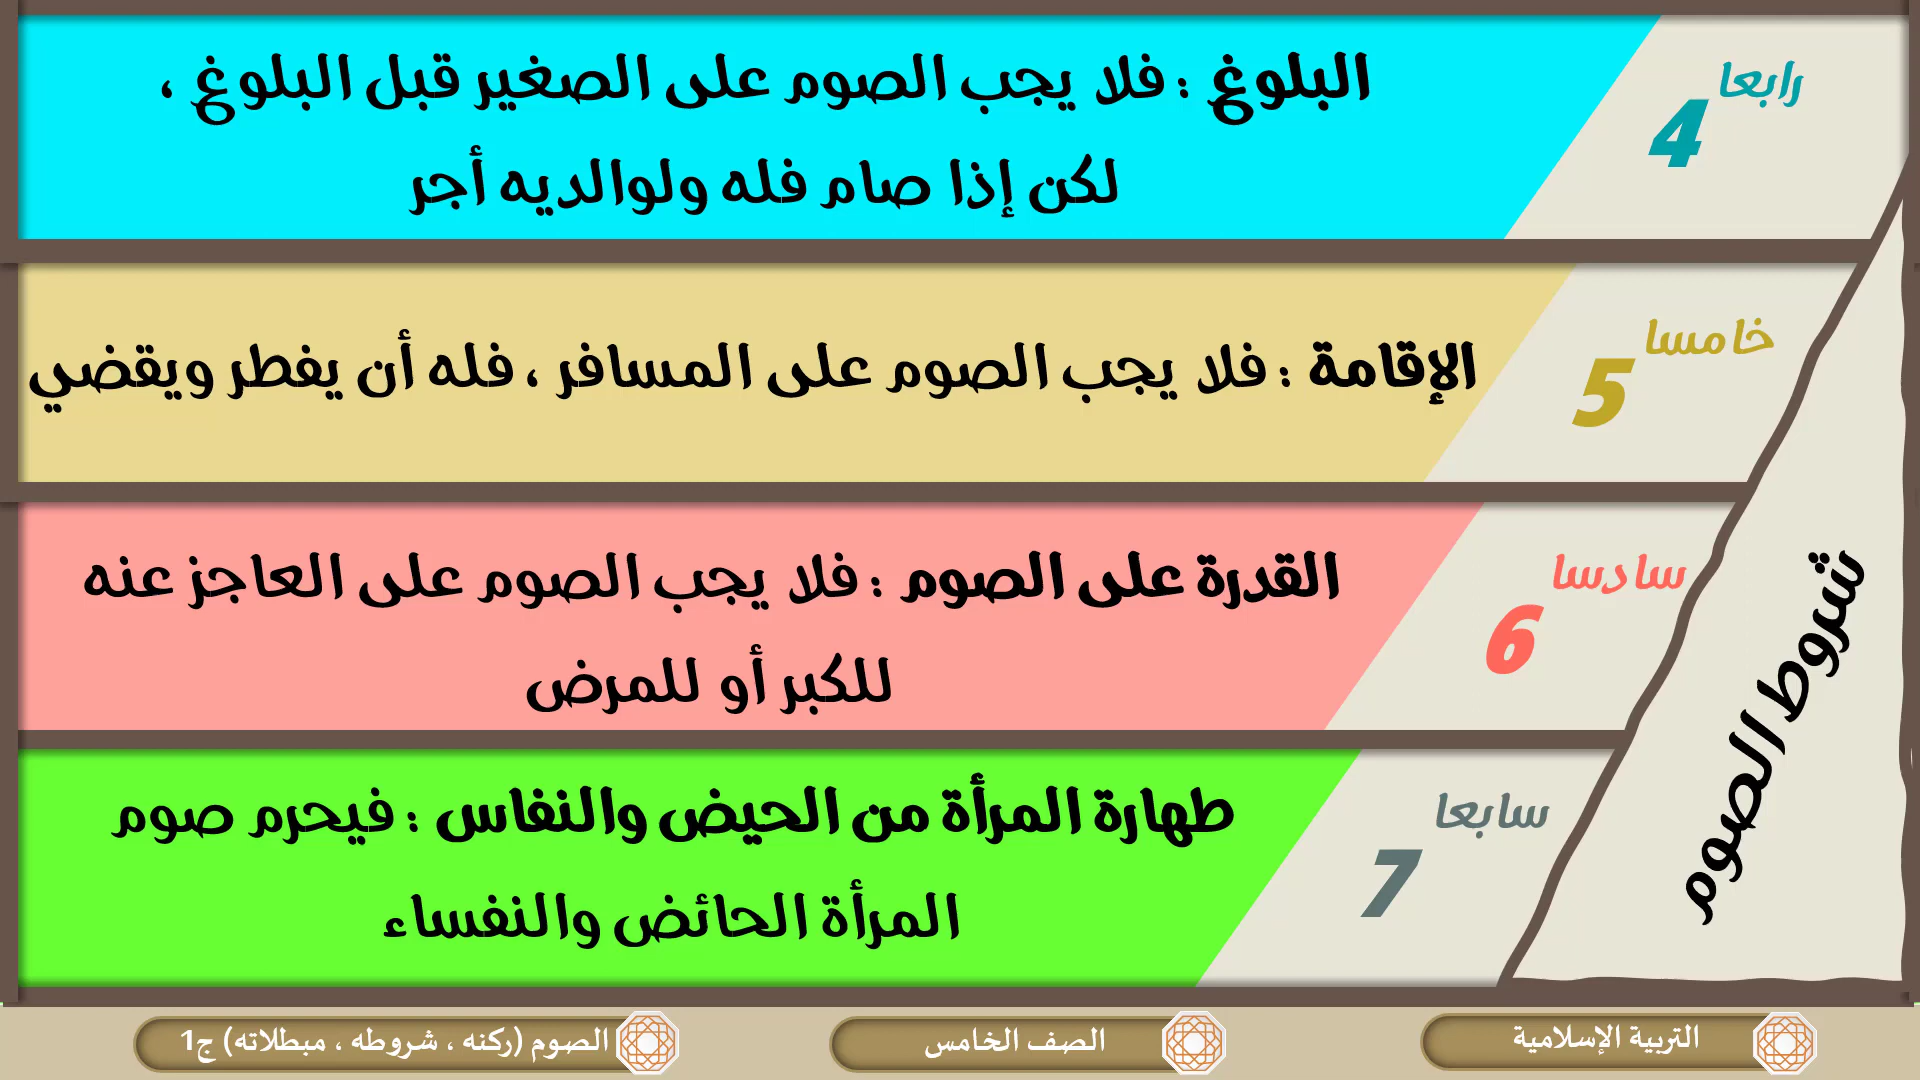 رابعا
4
البلوغ : فلا يجب الصوم على الصغير قبل البلوغ ،
لكن إذا صام فله ولوالديه أجر
خامسا
5
الإقامة : فلا يجب الصوم على المسافر ، فله أن يفطر ويقضي
سادسا
6
القدرة على الصوم : فلا يجب الصوم على العاجز عنه
للكبر أو للمرض
سابعا
7
طهارة المرأة من الحيض والنفاس : فيحرم صوم
المرأة الحائض والنفساء
شروط الصوم
التربية الإسلامية
الصف الخامس
الصوم (ركنه ، شروطه ، مبطلاته) ج1